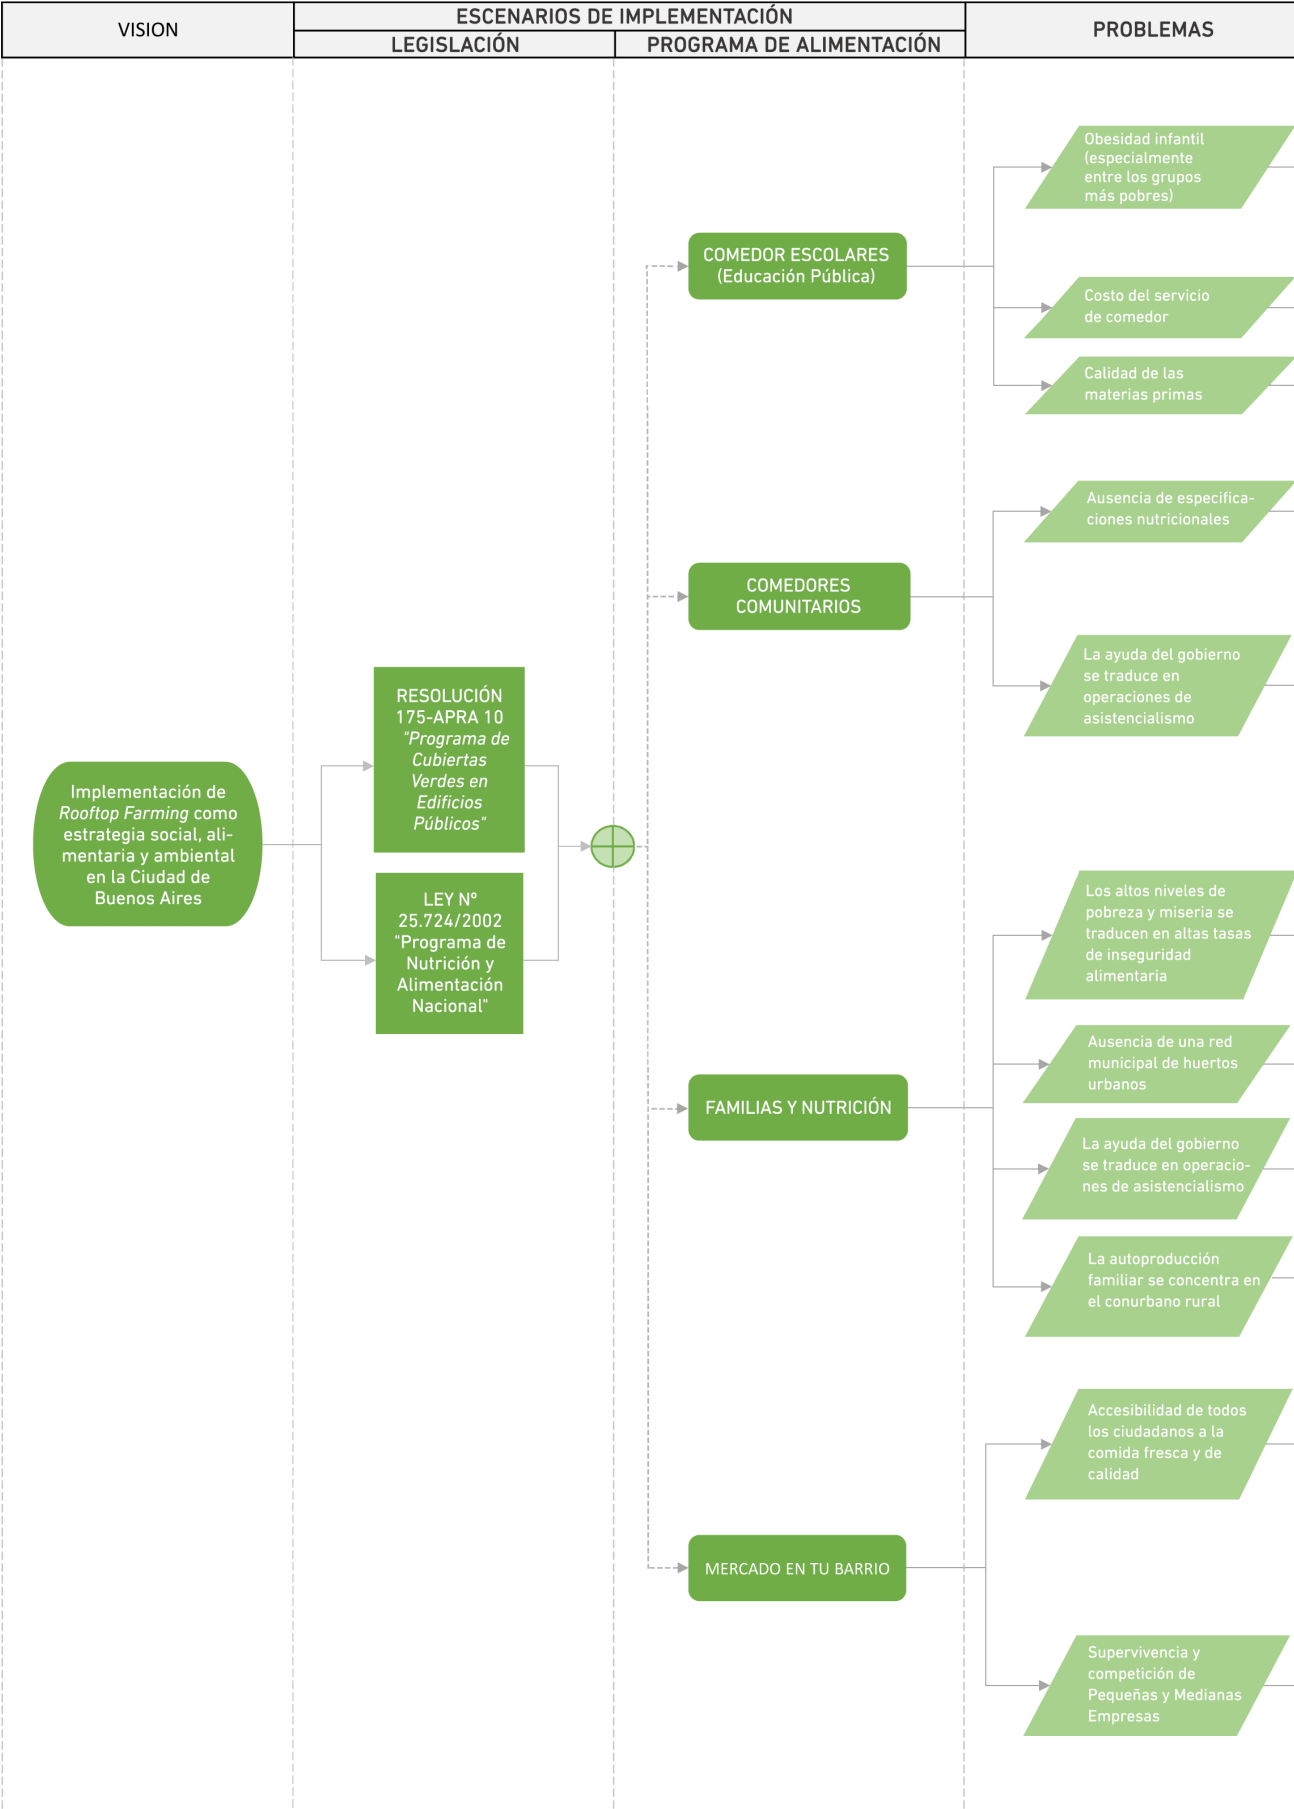 VISION
ESCENARIOS DE IMPLEMENTACIÓN
LEGISLACIÓN
PROGRAMA DE ALIMENTACIÓN
PROBLEMAS
Implementación de
Rooftop Farming como
estrategia social, ali-
mentaria y ambiental
en la Ciudad de
Buenos Aires
RESOLUCIÓN
175-APRA 10
"Programa de
Cubiertas
Verdes en
Edificios
Públicos"
LEY Nº
25.724/2002
"Programa de
Nutrición y
Alimentación
Nacional"
COMEDOR ESCOLARES
(Educación Pública)
Obesidad infantil
(especialmente
entre los grupos
más pobres)
Costo del servicio
de comedor
Calidad de las
materias primas
COMEDORES
COMUNITARIOS
Ausencia de especifica-
ciones nutricionales
La ayuda del gobierno
se traduce en
operaciones de
asistencialismo
FAMILIAS Y NUTRICIÓN
Los altos niveles de
pobreza y miseria se
traducen en altas tasas
de inseguridad
alimentaria
Ausencia de una red
municipal de huertos
urbanos
La ayuda del gobierno
se traduce en operacio-
nes de asistencialismo
La autoproducción
familiar se concentra en
el conurbano rural
MERCADO EN TU BARRIO
Accesibilidad de todos
los ciudadanos a la
comida fresca y de
calidad
Supervivencia y
competición de
Pequeñas y Medianas
Empresas